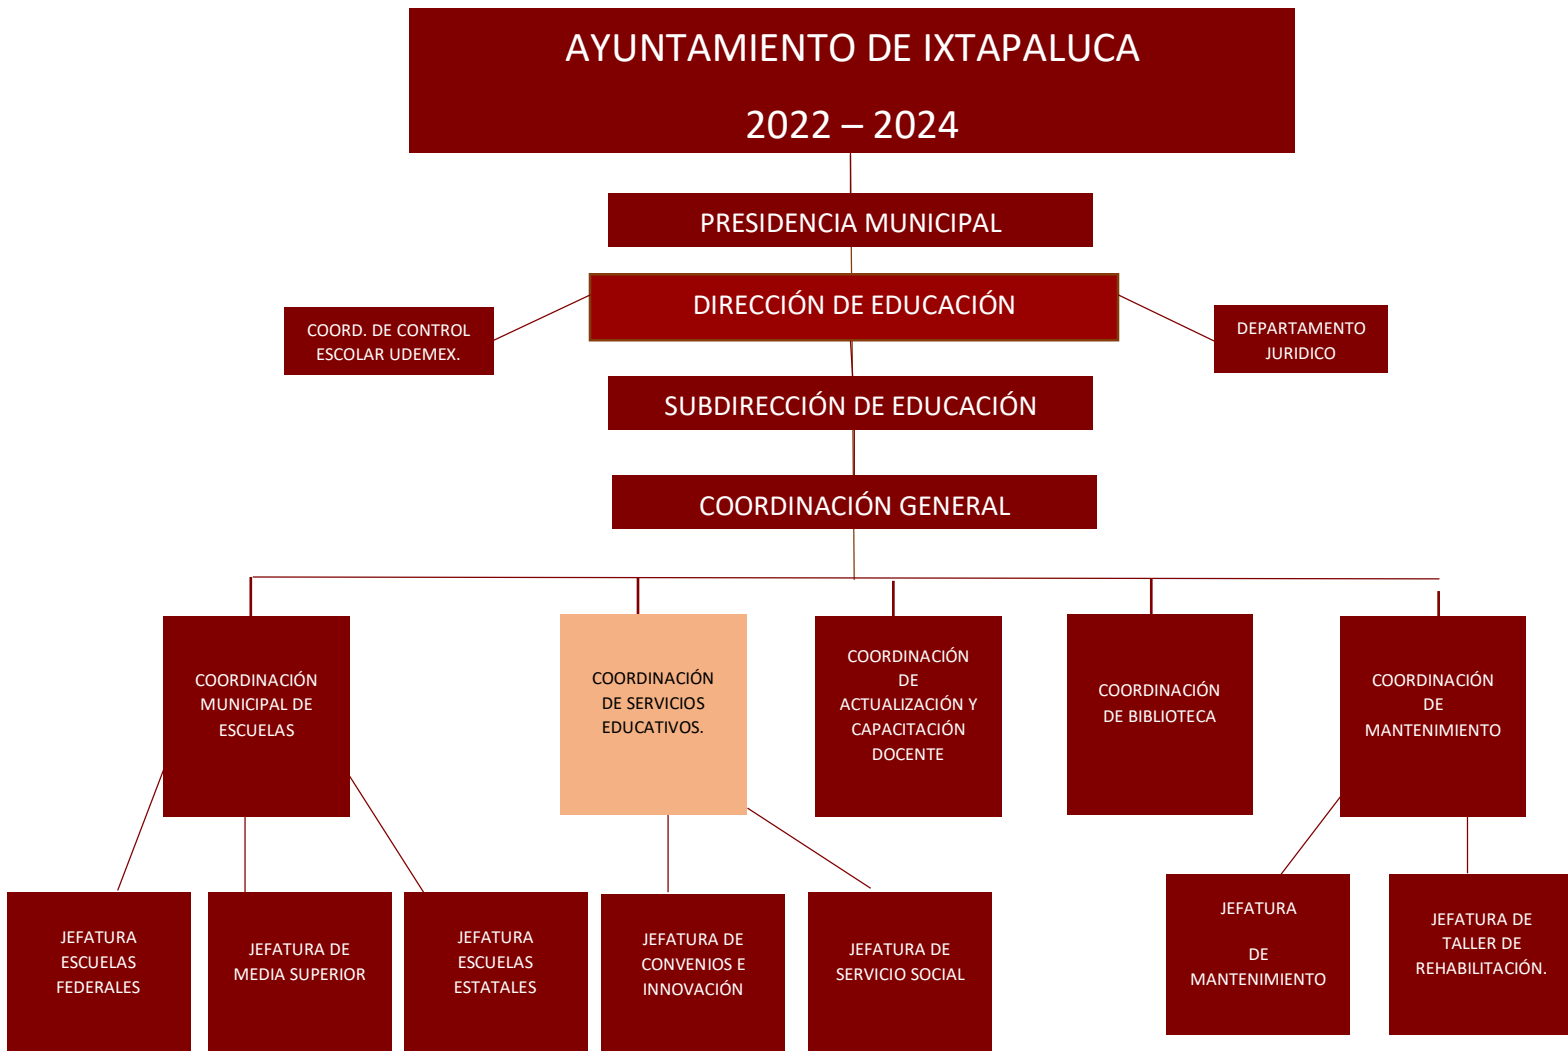 AYUNTAMIENTO DE IXTAPALUCA
2022 – 2024
PRESIDENCIA MUNICIPAL
DIRECCIÓN DE EDUCACIÓN
COORD. DE CONTROL
ESCOLAR UDEMEX.
DEPARTAMENTO
JURIDICO
SUBDIRECCIÓN DE EDUCACIÓN
COORDINACIÓN GENERAL
COORDINACIÓN
MUNICIPAL DE
ESCUELAS
COORDINACIÓN
DE SERVICIOS
EDUCATIVOS.
COORDINACIÓN
DE
ACTUALIZACIÓN Y
CAPACITACIÓN
DOCENTE
COORDINACIÓN
DE BIBLIOTECA
COORDINACIÓN
DE
MANTENIMIENTO
JEFATURA
ESCUELAS
FEDERALES
JEFATURA DE
MEDIA SUPERIOR
JEFATURA
ESCUELAS
ESTATALES
JEFATURA DE
CONVENIOS E
INNOVACIÓN
JEFATURA DE
SERVICIO SOCIAL
JEFATURA
DE
MANTENIMIENTO
JEFATURA DE
TALLER DE
REHABILITACIÓN.